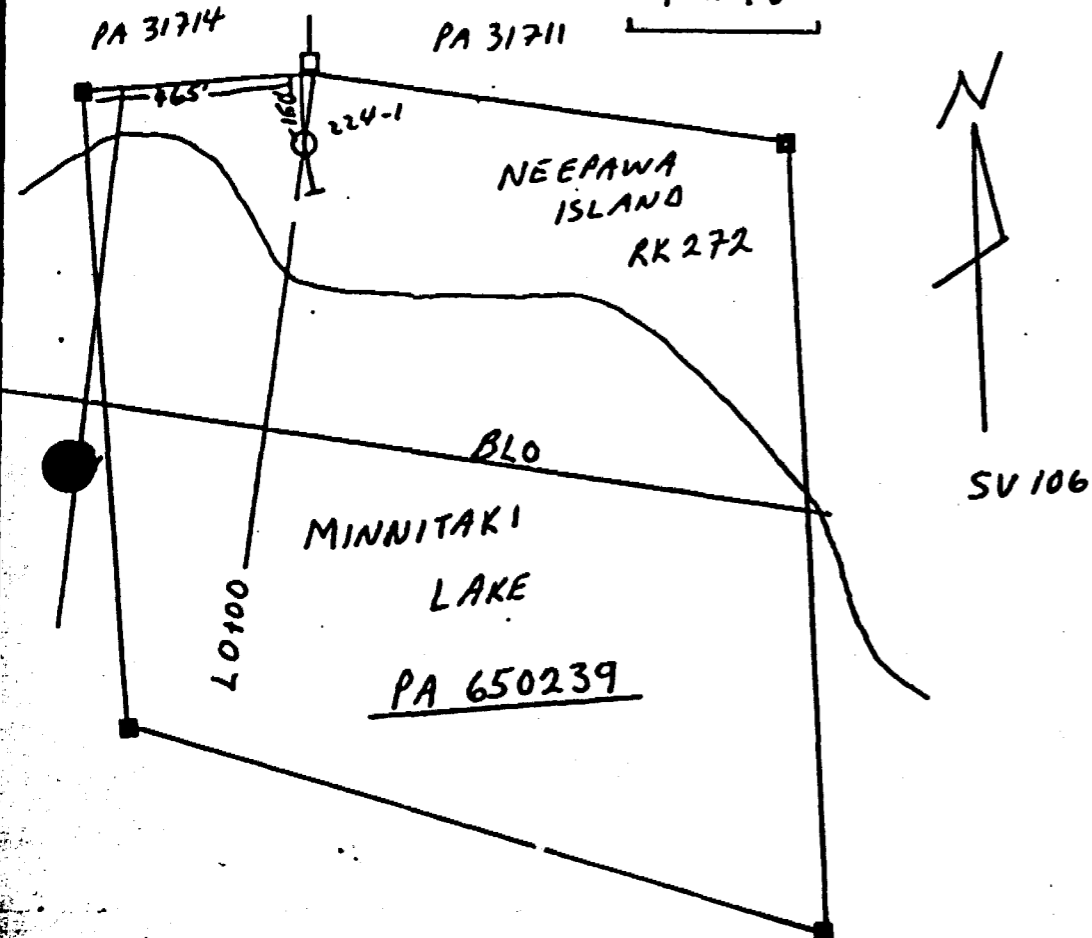 PA 31714
PA 31711
N
465'
160'
224-1
NEEPAWA
ISLAND
RK 272
SV 106
BLO
MINNITAKI
LAKE
L0+00
PA 650239